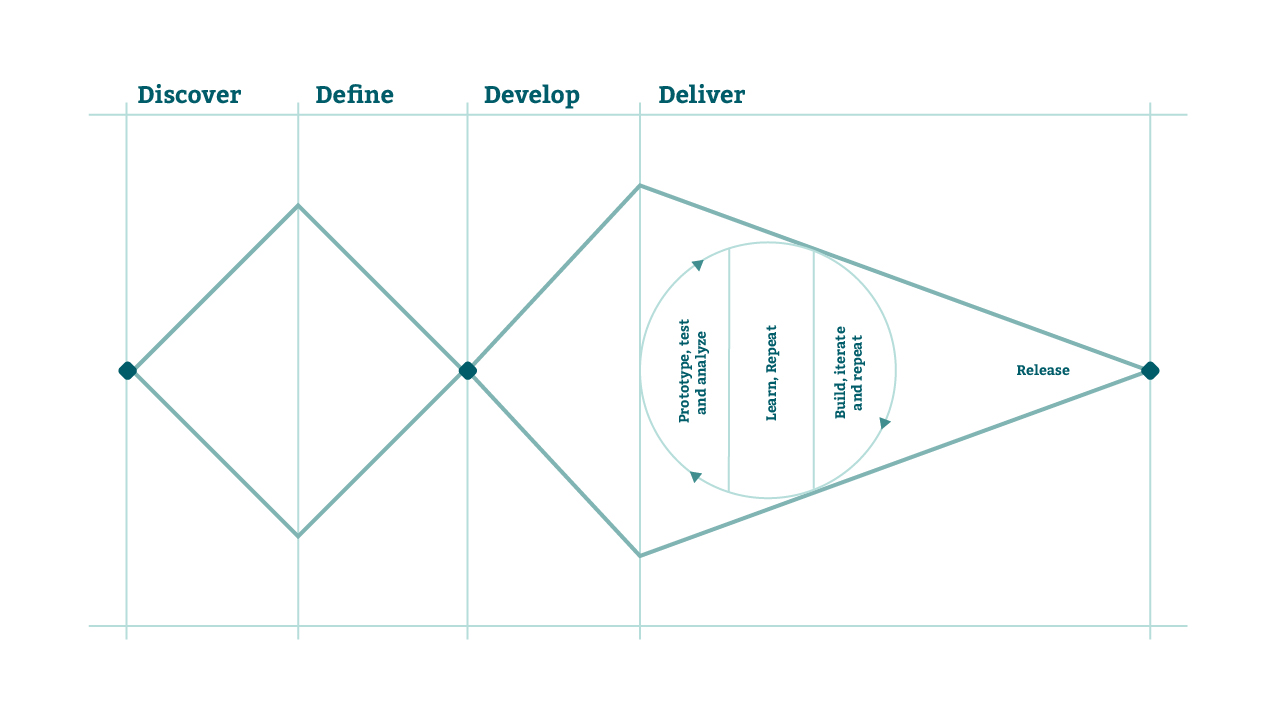 Discover
Define
Develop
Deliver
Prototype, test
and analyze
Learn, Repeat
Build, iterate
and repeat
Release